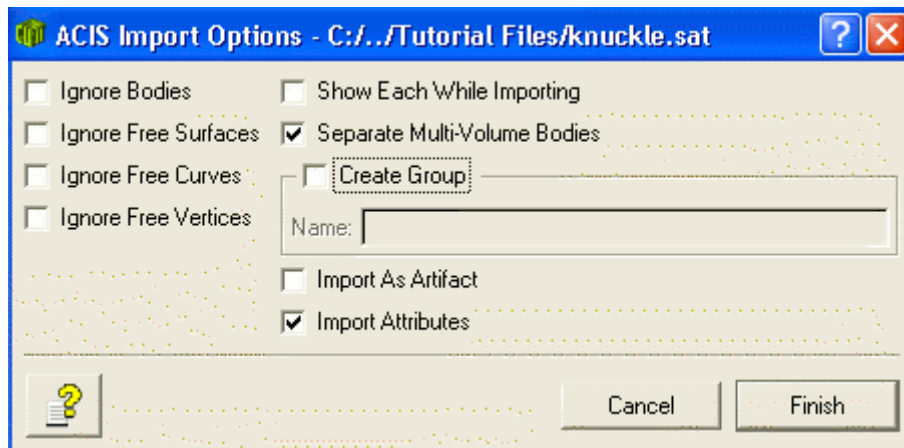 ACIS Import Options - C:/../Tutorial Files/knuckle.sat
Ignore Bodies
Ignore Free Surfaces
Ignore Free Curves
Ignore Free Vertices
Show Each While Importing
Separate Multi-Volume Bodies
Create Group
Name:
Import As Artifact
Import Attributes
Cancel
Finish